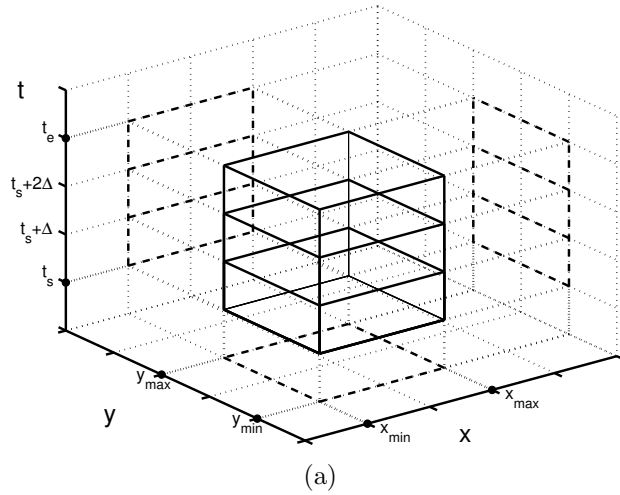 t
t_e
t_s+2Δ
t_s+Δ
t_s
y_max
y
y_min
x_min
x
x_max
(a)